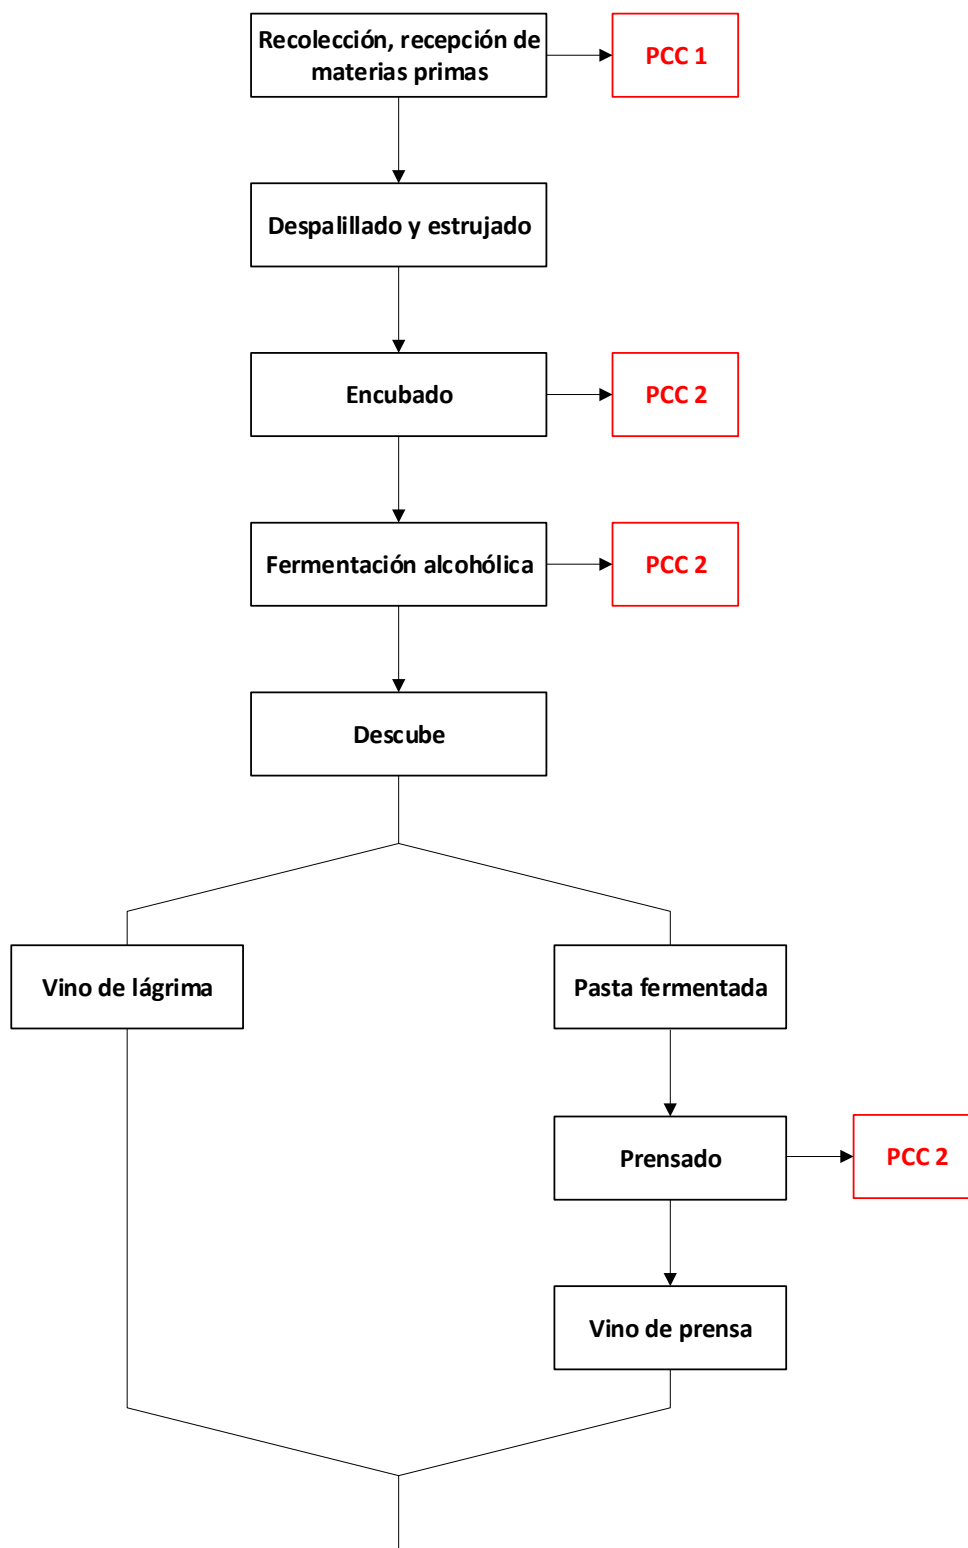 Recolección, recepción de
materias primas
PCC 1
Despalillado y estrujado
Encubado
PCC 2
Fermentación alcohólica
PCC 2
Descube
Vino de lágrima
Pasta fermentada
Prensado
PCC 2
Vino de prensa